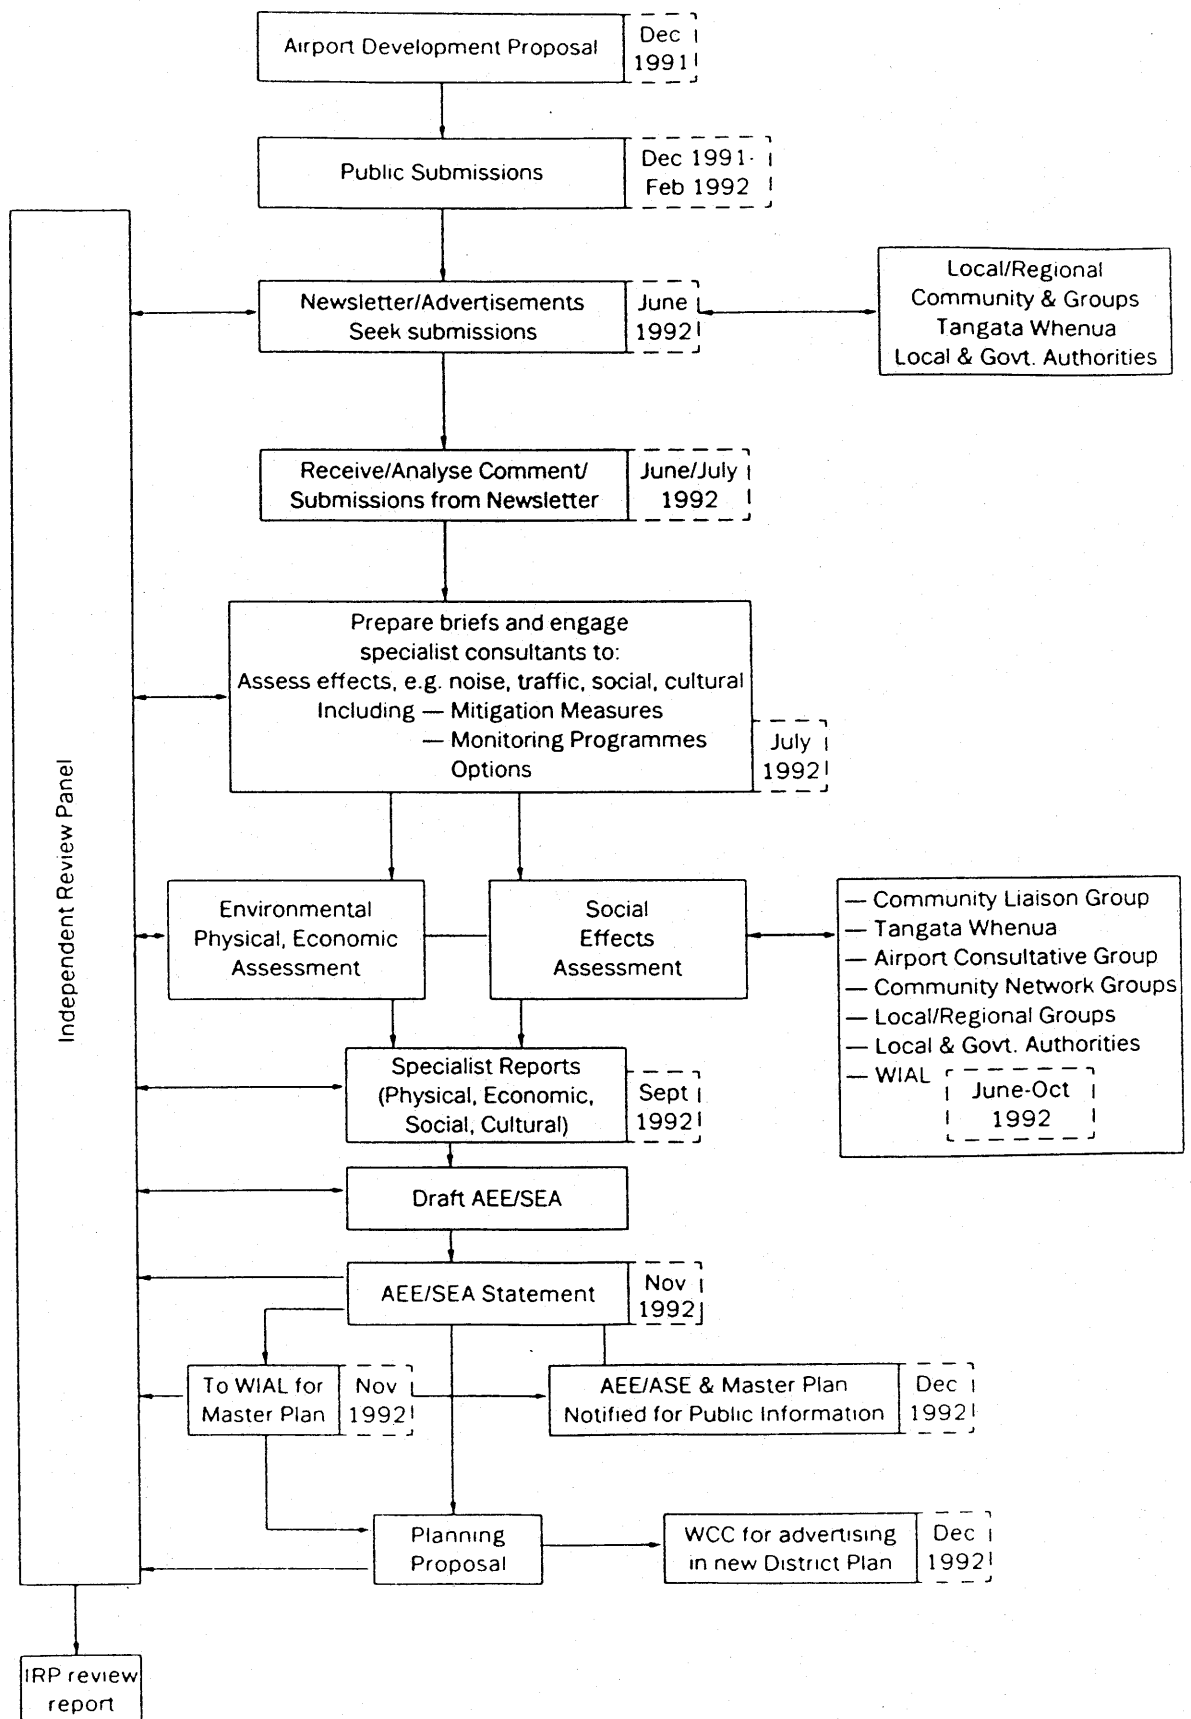 Airport Development Proposal
Dec
1991
Public Submissions
Dec 1991-
Feb 1992
Newsletter/Advertisements
Seek submissions
June
1992
Local/Regional
Community & Groups
Tangata Whenua
Local & Govt. Authorities
Receive/Analyse Comment/
Submissions from Newsletter
June/July
1992
Prepare briefs and engage
specialist consultants to:
Assess effects, e.g. noise, traffic, social, cultural
Including — Mitigation Measures
— Monitoring Programmes
Options
July
1992
Independent Review Panel
Environmental
Physical, Economic
Assessment
Social
Effects
Assessment
— Community Liaison Group
— Tangata Whenua
— Airport Consultative Group
— Community Network Groups
— Local/Regional Groups
— Local & Govt. Authorities
— WIAL
June-Oct
1992
Specialist Reports
(Physical, Economic,
Social, Cultural)
Sept
1992
Draft AEE/SEA
AEE/SEA Statement
Nov
1992
To WIAL for
Master Plan
Nov
1992
AEE/ASE & Master Plan
Notified for Public Information
Dec
1992
Planning
Proposal
WCC for advertising
in new District Plan
Dec
1992
IRP review
report